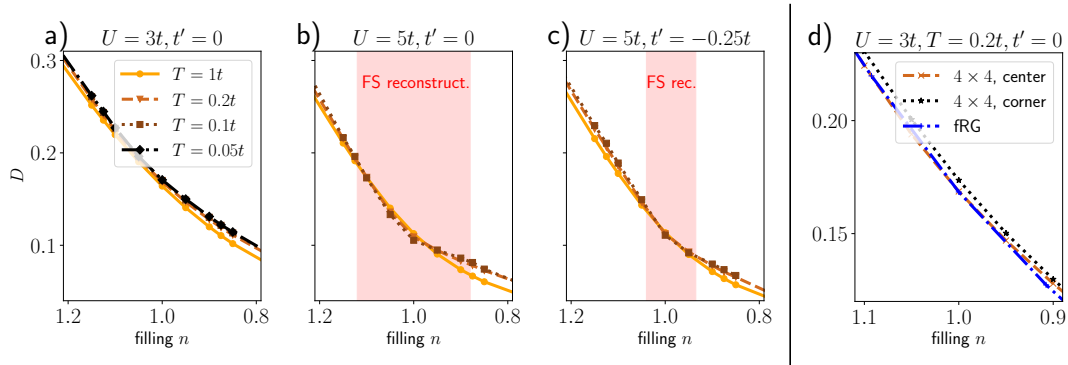 a) U = 3t, t′ = 0
0.3
0.2
0.1
D
T = 1t
T = 0.2t
T = 0.1t
T = 0.05t
1.2 1.0 0.8
filling n
b) U = 5t, t′ = 0
FS reconstruct.
1.2 1.0 0.8
filling n
c) U = 5t, t′ = −0.25t
FS rec.
1.2 1.0 0.8
filling n
d) U = 3t, T = 0.2t, t′ = 0
4 × 4, center
4 × 4, corner
fRG
0.20
0.15
1.1 1.0 0.9
filling n